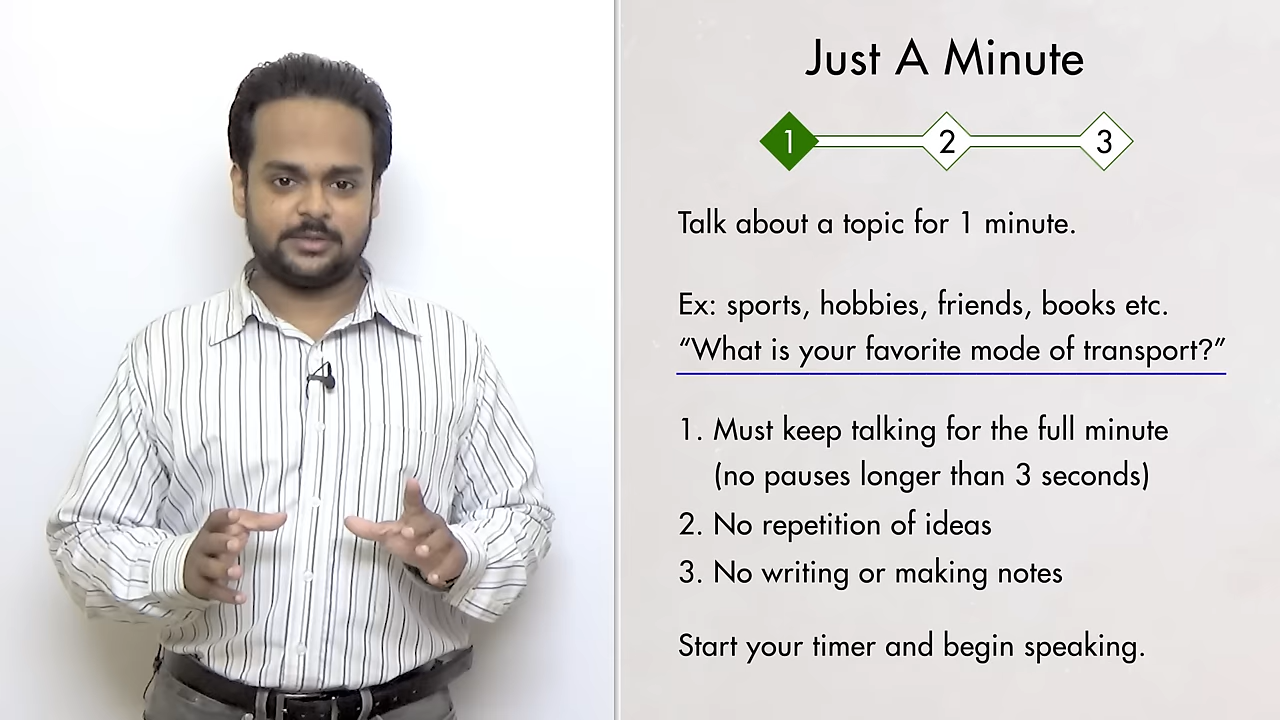 Just A Minute
1 2 3
Talk about a topic for 1 minute.
Ex: sports, hobbies, friends, books etc.
“What is your favorite mode of transport?”
1. Must keep talking for the full minute
(no pauses longer than 3 seconds)
2. No repetition of ideas
3. No writing or making notes
Start your timer and begin speaking.